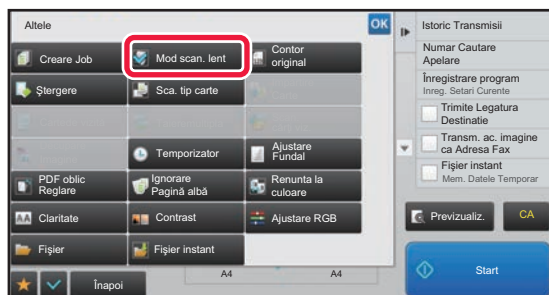 Altele
OK
Creare Job
Mod scan. lent
Contor
original
Ştergere
Sca. tip carte
Temporizator
Ajustare
Fundal
PDF oblic
Reglare
Ignorare
Pagină albă
Renunta la
culoare
Claritate
Contrast
Ajustare RGB
Fişier
Fişier instant
Înapoi
A4
A4
Istoric Transmisii
Numar Cautare
Apelare
Înregistrare program
Inreg. Setari Curente
Trimite Legatura
Destinatie
Transm. ac. imagine
ca Adresa Fax
Fişier instant
Mem. Datele Temporar
Previzualiz.
CA
Start